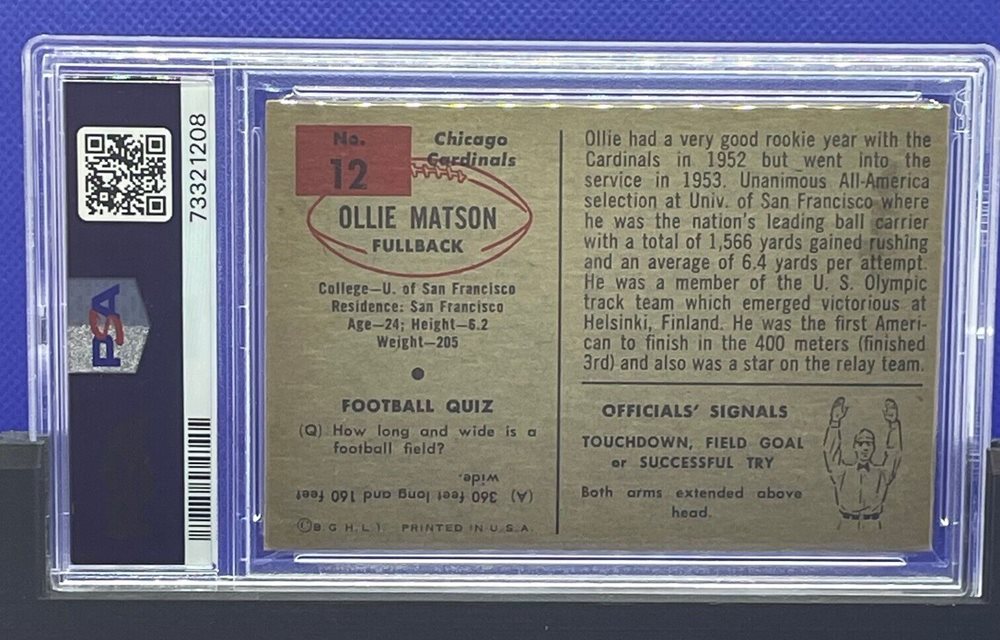 73321208
PSA
No.
12
Chicago
Cardinals
OLLIE MATSON
FULLBACK
College—U. of San Francisco
Residence: San Francisco
Age—24; Height—6.2
Weight—205
FOOTBALL QUIZ
(Q) How long and wide is a
football field?
(A) 360 feet long and 160 feet
wide.
©B. G. H. L. I. PRINTED IN U. S. A.
Ollie had a very good rookie year with the
Cardinals in 1952 but went into the
service in 1953. Unanimous All-America
selection at Univ. of San Francisco where
he was the nation's leading ball carrier
with a total of 1,566 yards gained rushing
and an average of 6.4 yards per attempt.
He was a member of the U. S. Olympic
track team which emerged victorious at
Helsinki, Finland. He was the first Ameri-
can to finish in the 400 meters (finished
3rd) and also was a star on the relay team.
OFFICIALS' SIGNALS
TOUCHDOWN, FIELD GOAL
or SUCCESSFUL TRY
Both arms extended above
head.